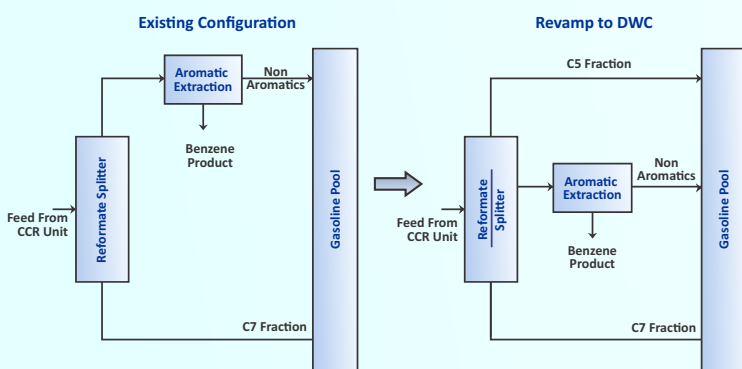 Existing Configuration
Aromatic
Extraction
Non
Aromatics
Benzene
Product
Reformate Splitter
Feed From
CCR Unit
C7 Fraction
Gasoline Pool
Revamp to DWC
C5 Fraction
Aromatic
Extraction
Non
Aromatics
Benzene
Product
Reformate
Splitter
Feed From
CCR Unit
C7 Fraction
Gasoline Pool